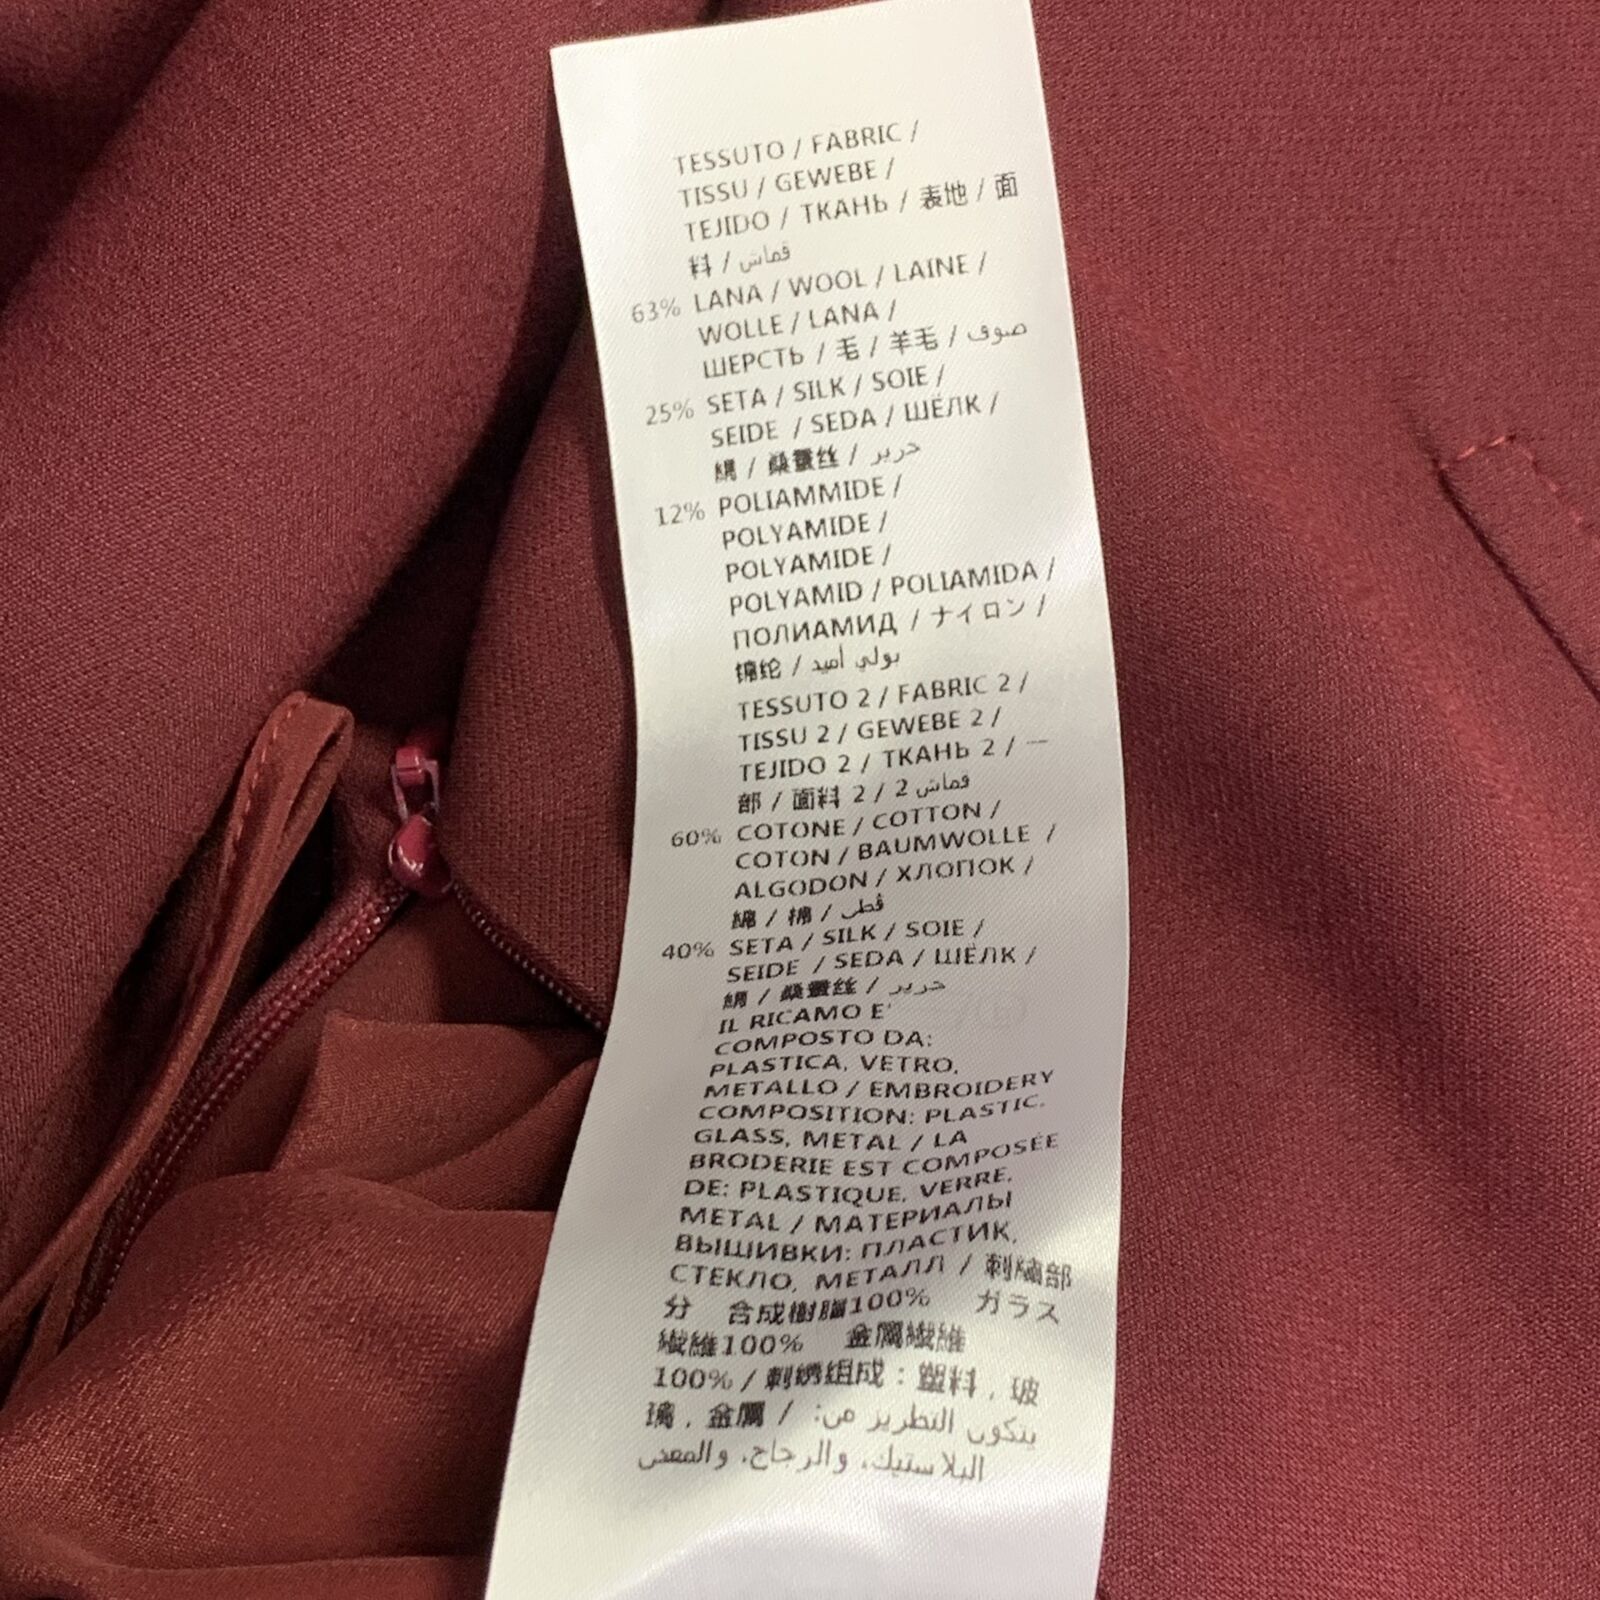 TESSUTO / FABRIC /
TISSU / GEWEBE /
TEJIDO / ТКАНЬ / 表地 / 面
料 / قماش
63% LANA / WOOL / LAINE /
WOLLE / LANA /
ШЕРСТЬ / 毛 / 羊毛 / صوف
25% SETA / SILK / SOIE /
SEIDE / SEDA / ШЁЛК /
絹 / 桑蚕丝 / حرير
12% POLIAMMIDE /
POLYAMIDE /
POLYAMIDE /
POLYAMID / POLIAMIDA /
ПОЛИАМИД / ナイロン /
锦纶 / بولي أميد
TESSUTO 2 / FABRIC 2 /
TISSU 2 / GEWEBE 2 /
TEJIDO 2 / ТКАНЬ 2 / 一
部 / 面料 2 / قماش 2
60% COTONE / COTTON /
COTON / BAUMWOLLE /
ALGODON / ХЛОПОК /
綿 / 棉 / قطن
40% SETA / SILK / SOIE /
SEIDE / SEDA / ШЁЛК /
絹 / 桑蚕丝 / حرير
IL RICAMO E'
COMPOSTO DA:
PLASTICA, VETRO,
METALLO / EMBROIDERY
COMPOSITION: PLASTIC,
GLASS, METAL / LA
BRODERIE EST COMPOSÉE
DE: PLASTIQUE, VERRE,
METAL / МАТЕРИАЛЫ
ВЫШИВКИ: ПЛАСТИК,
СТЕКЛО, МЕТАЛЛ / 刺繍部
分 合成樹脂100% ガラス
繊維100% 金属繊維
100% / 刺绣组成：塑料，玻
璃，金属 / يتكون التطريز من:
البلاستيك، والزجاج، والمعدن